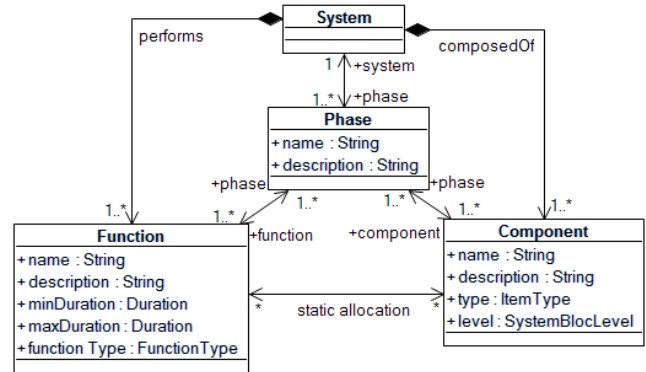 System
performs
composedOf
1 +system
1..* +phase
Phase
+ name : String
+ description : String
+phase
+phase
1..* 1..* 1..* 1..* 1..* 1..*
+function
+component
Function
+ name : String
+ description : String
+ minDuration : Duration
+ maxDuration : Duration
+ function Type : FunctionType
Component
+ name : String
+ description : String
+ type : ItemType
+ level : SystemBlocLevel
* static allocation *